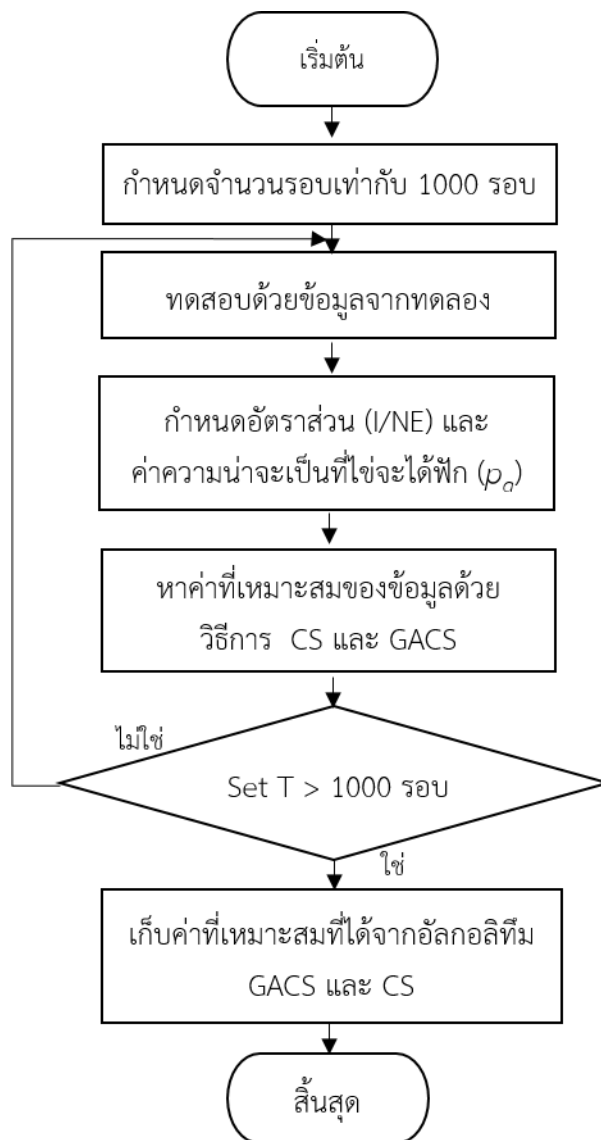 เริ่มต้น
กำหนดจำนวนรอบเท่ากับ 1000 รอบ
ทดสอบด้วยข้อมูลจากทดลอง
กำหนดอัตราส่วน (I/NE) และ
ค่าความน่าจะเป็นที่ไข่จะได้ฟัก (pₐ)
หาค่าที่เหมาะสมของข้อมูลด้วย
วิธีการ CS และ GACS
ไม่ใช่
Set T > 1000 รอบ
ใช่
เก็บค่าที่เหมาะสมที่ได้จากอัลกอลิทึม
GACS และ CS
สิ้นสุด